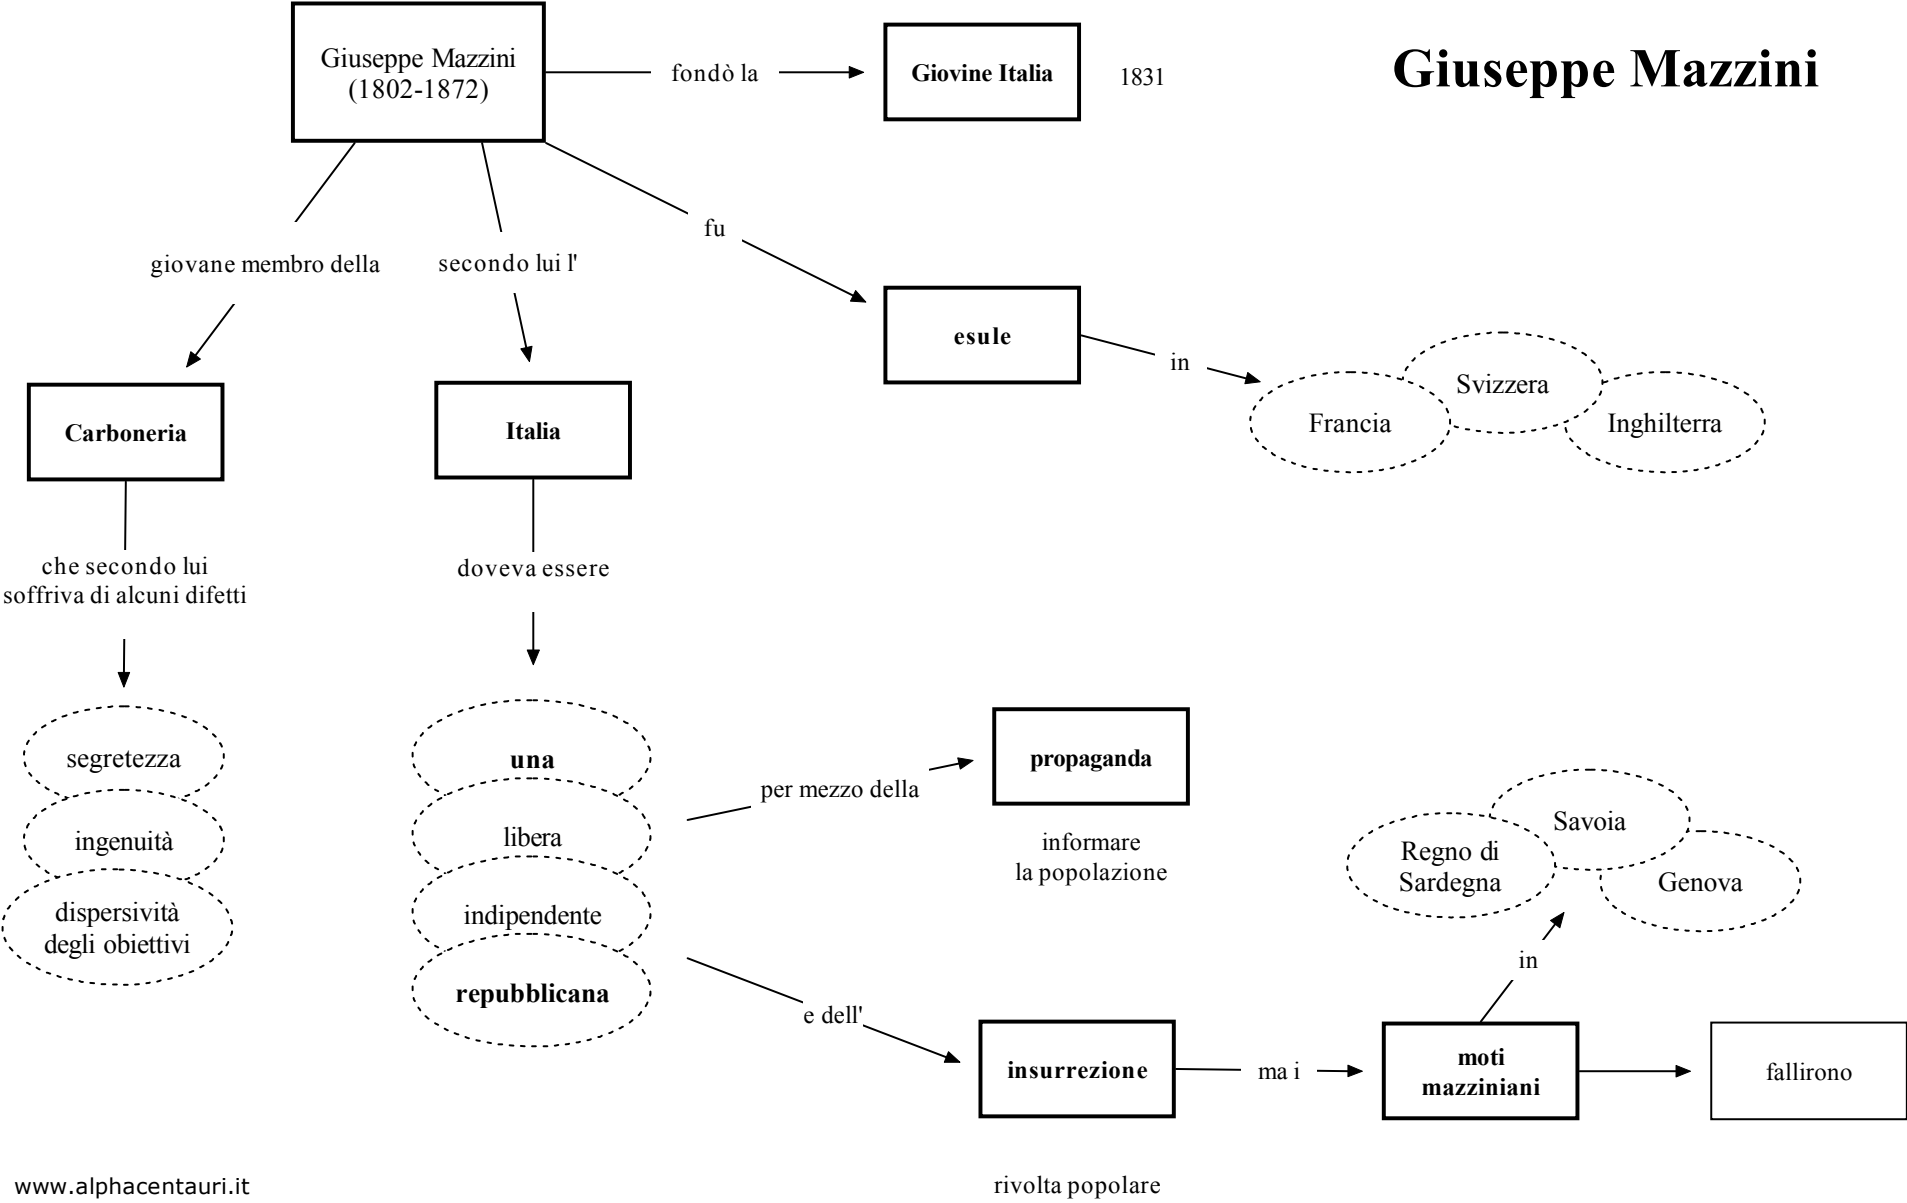 Giuseppe Mazzini
Giuseppe Mazzini
(1802-1872)
fondò la
Giovine Italia
1831
fu
giovane membro della
secondo lui l'
esule
in
Francia
Svizzera
Inghilterra
Carboneria
Italia
che secondo lui
soffriva di alcuni difetti
doveva essere
segretezza
ingenuità
dispersività
degli obiettivi
una
libera
indipendente
repubblicana
per mezzo della
propaganda
informare
la popolazione
e dell'
insurrezione
rivolta popolare
ma i
moti
mazziniani
in
Regno di
Sardegna
Savoia
Genova
fallirono
www.alphacentauri.it